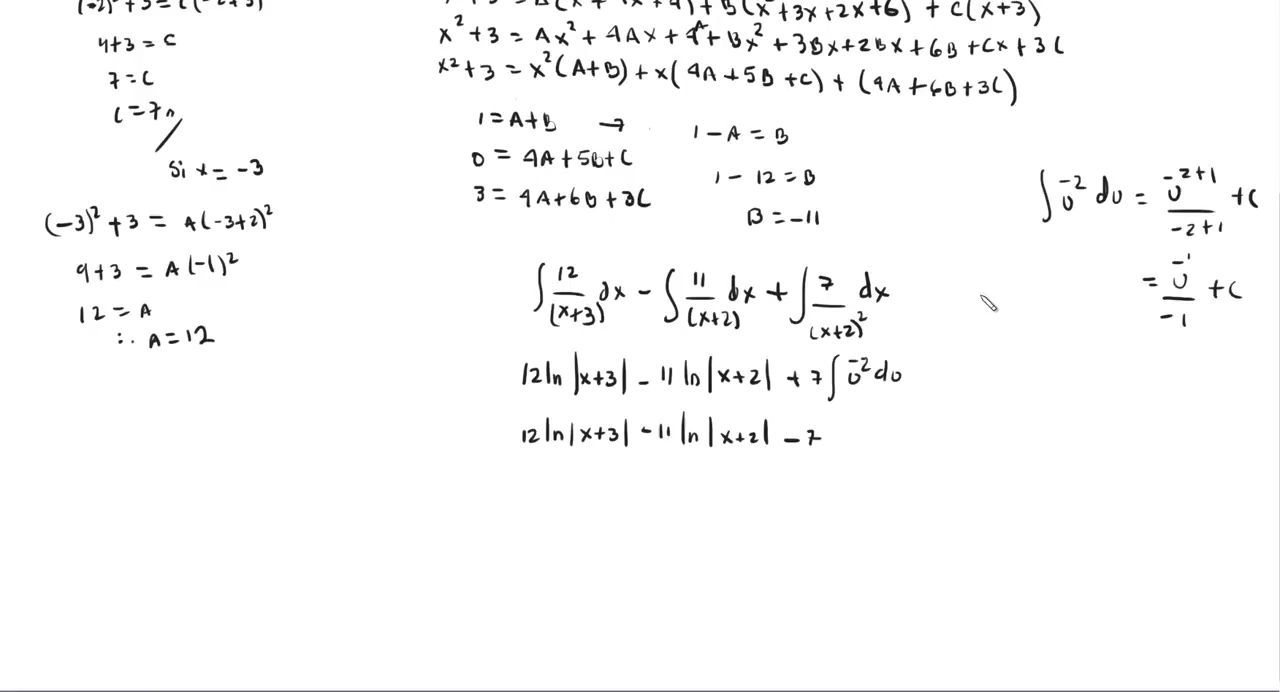 4+3 = C
7 = C
C = 7
Si x = -3
(-3)² + 3 = A(-3+2)²
9+3 = A(-1)²
12 = A
∴ A = 12
x² + 3 = Ax² + 4Ax + 4A + Bx² + 3Bx + 2Bx + 6B + Cx + 3C
x² + 3 = x²(A+B) + x(4A + 5B + C) + (4A + 6B + 3C)
1 = A+B →
0 = 4A + 5B + C
3 = 4A + 6B + 3C
1 - A = B
1 - 12 = B
B = -11
∫ 12/(x+3) dx - ∫ 11/(x+2) dx + ∫ 7/(x+2)² dx
12 ln |x+3| - 11 ln |x+2| + 7 ∫ u⁻² du
12 ln |x+3| - 11 ln |x+2| - 7
∫ u⁻² du = u⁻²⁺¹/-2+1 + C
= u⁻¹/-1 + C